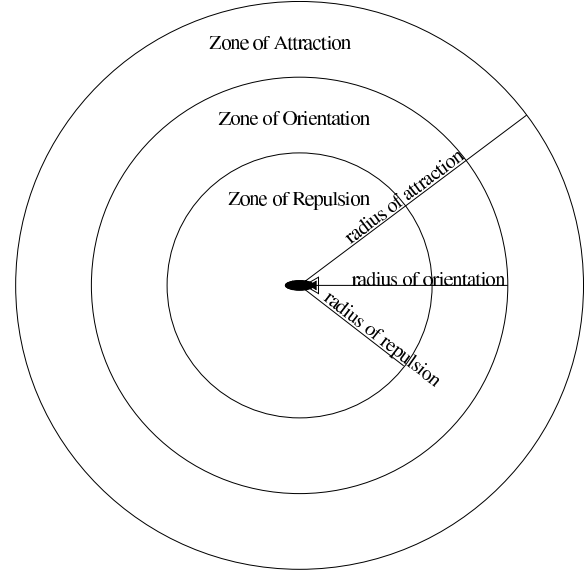 Zone of Attraction
Zone of Orientation
Zone of Repulsion
radius of attraction
radius of orientation
radius of repulsion